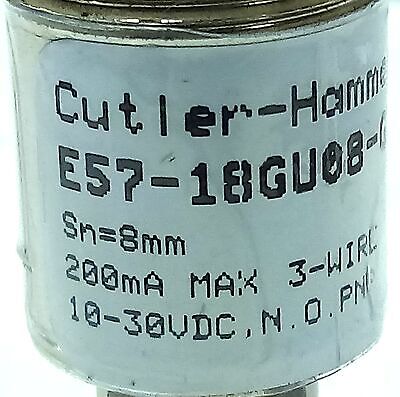 Cutler-Hamme
E57-18GU08-
Sn=8mm
200mA MAX 3-WIR
10-30VDC, N.O. PN